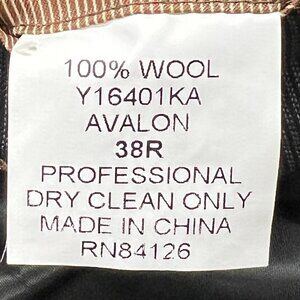 100% WOOL
Y16401KA
AVALON
38R
PROFESSIONAL
DRY CLEAN ONLY
MADE IN CHINA
RN84126